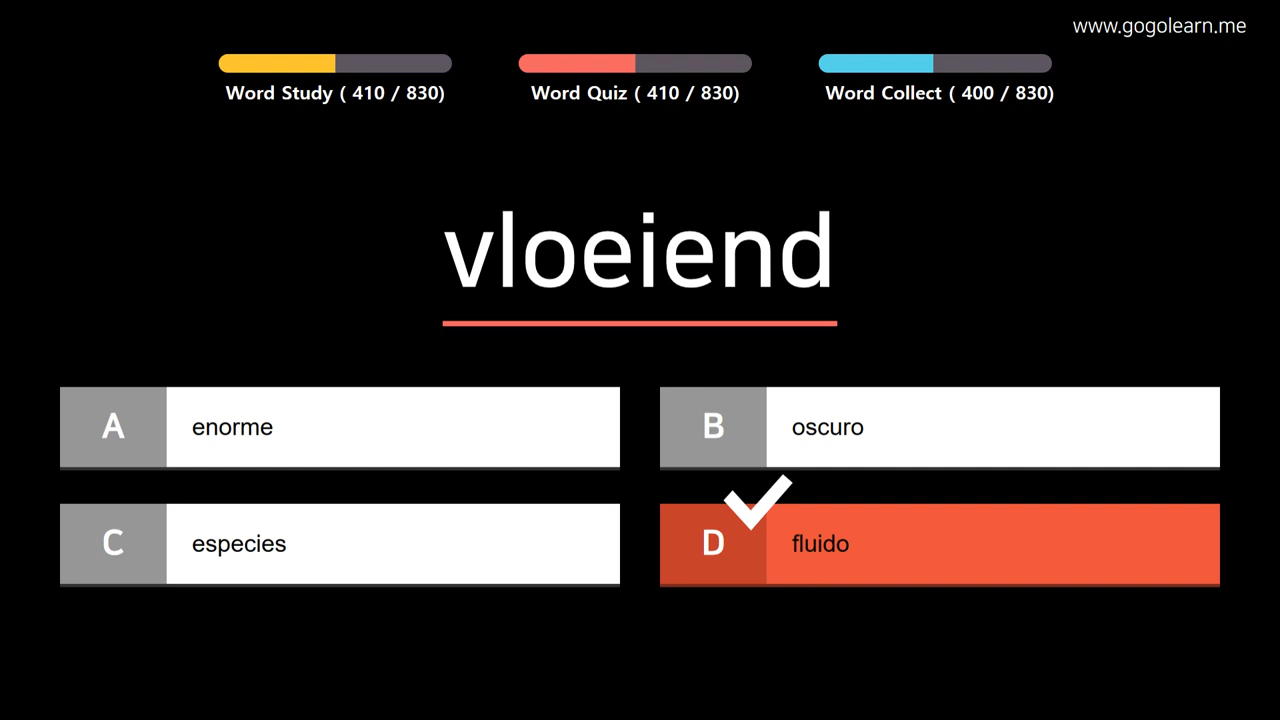 www.gogolearn.me
Word Study ( 410 / 830)
Word Quiz ( 410 / 830)
Word Collect ( 400 / 830)
vloeiend
A enorme
B oscuro
C especies
D fluido